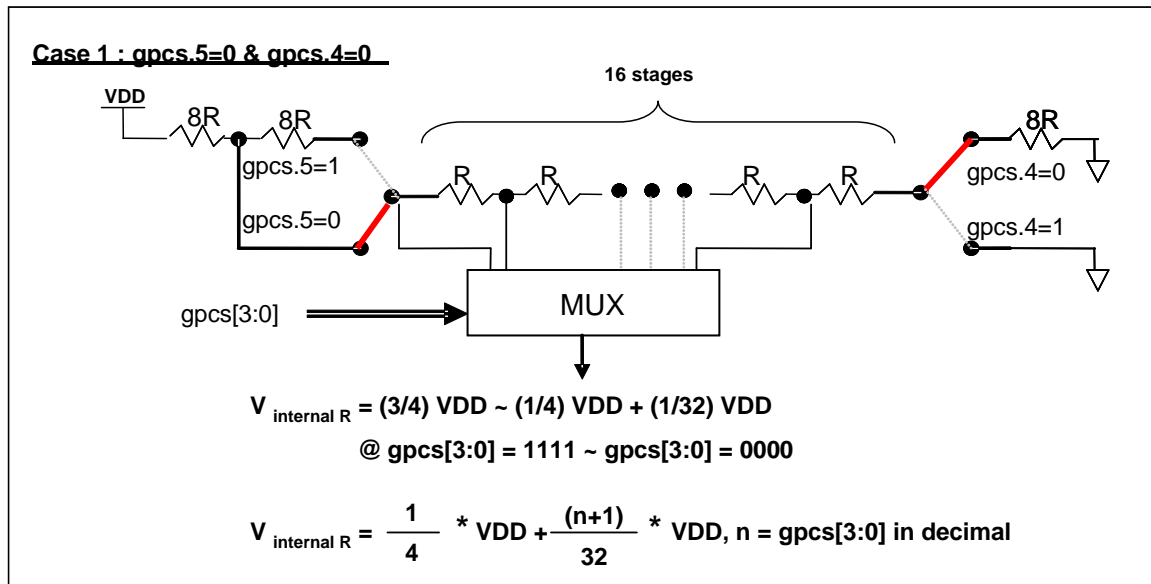 Case 1 : gpcs.5=0 & gpcs.4=0
16 stages
VDD
8R
8R
8R
gpcs.5=1
gpcs.4=0
R
R
R
R
gpcs.5=0
gpcs.4=1
MUX
gpcs[3:0]
V internal R = (3/4) VDD ~ (1/4) VDD + (1/32) VDD
@ gpcs[3:0] = 1111 ~ gpcs[3:0] = 0000
V internal R = 1/4 * VDD + (n+1)/32 * VDD, n = gpcs[3:0] in decimal